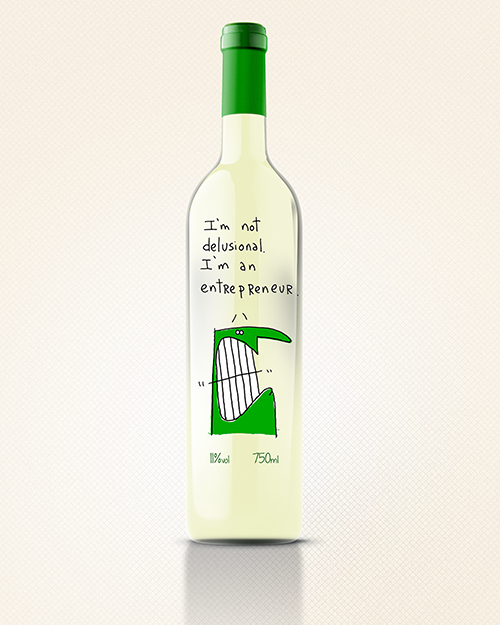 I'm not
delusional.
I'm an
entrepreneur.
11%vol 750ml